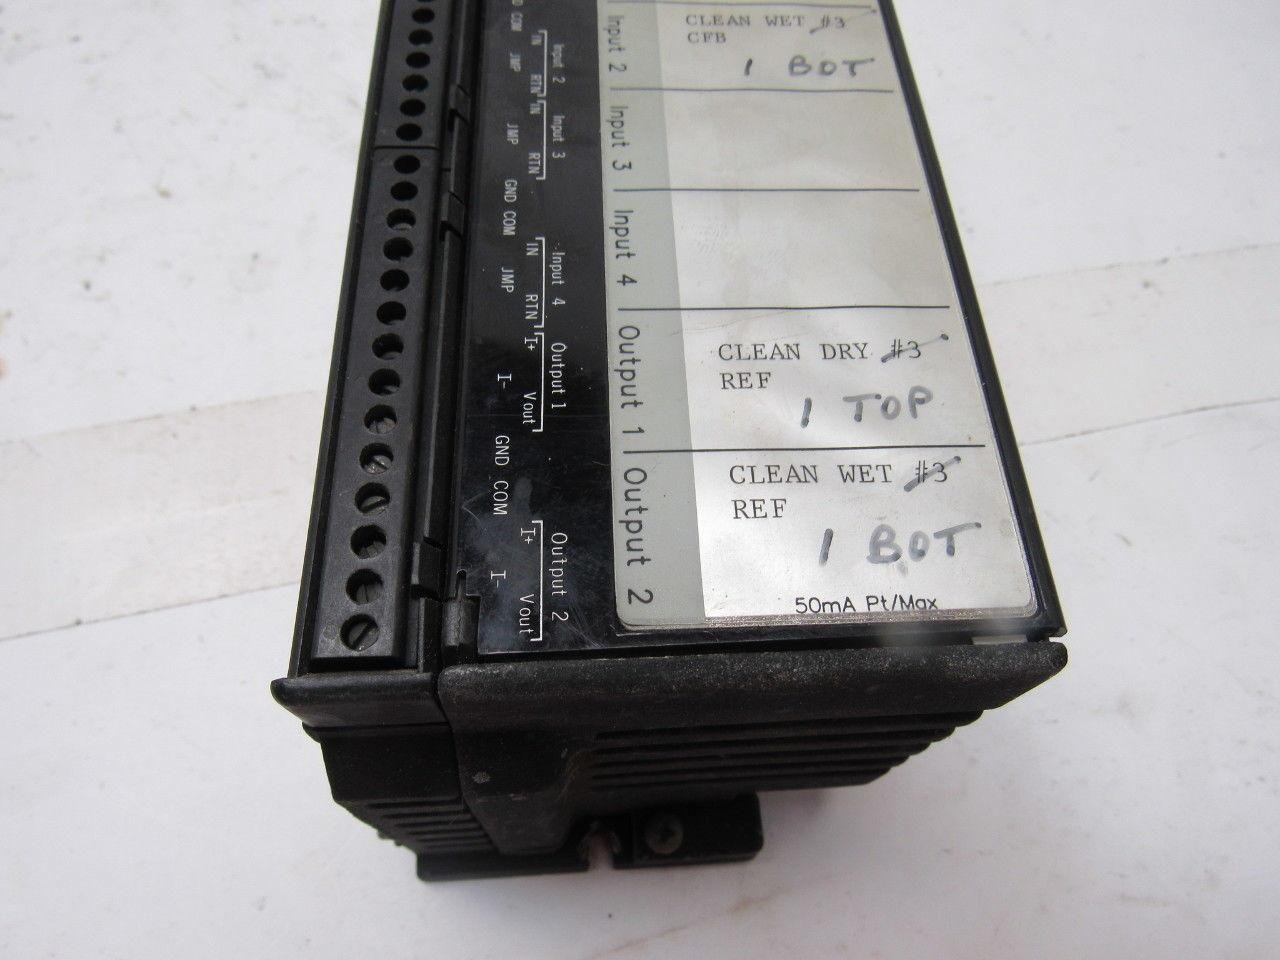 Input 2
CLEAN WET #3
CFB
1 BOT
Input 3
Input 4
Output 1
CLEAN DRY #3
REF
1 TOP
Output 2
CLEAN WET #3
REF
1 BOT
50mA Pt/Max
COM
Input 2
IN RTN
JMP
Input 3
IN RTN
JMP
GND COM
Input 4
IN RTN
JMP
Output 1
I+ Vout
I-
GND COM
Output 2
I+ Vout
I-